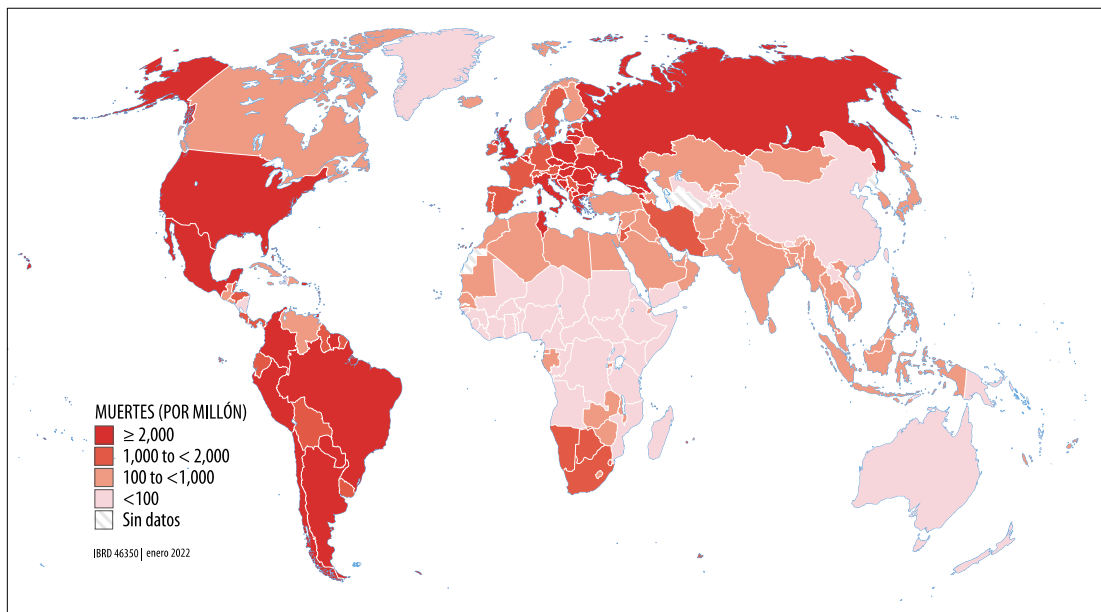 MUERTES (POR MILLÓN)
≥ 2,000
1,000 to < 2,000
100 to <1,000
<100
Sin datos
IBRD 46350 | enero 2022